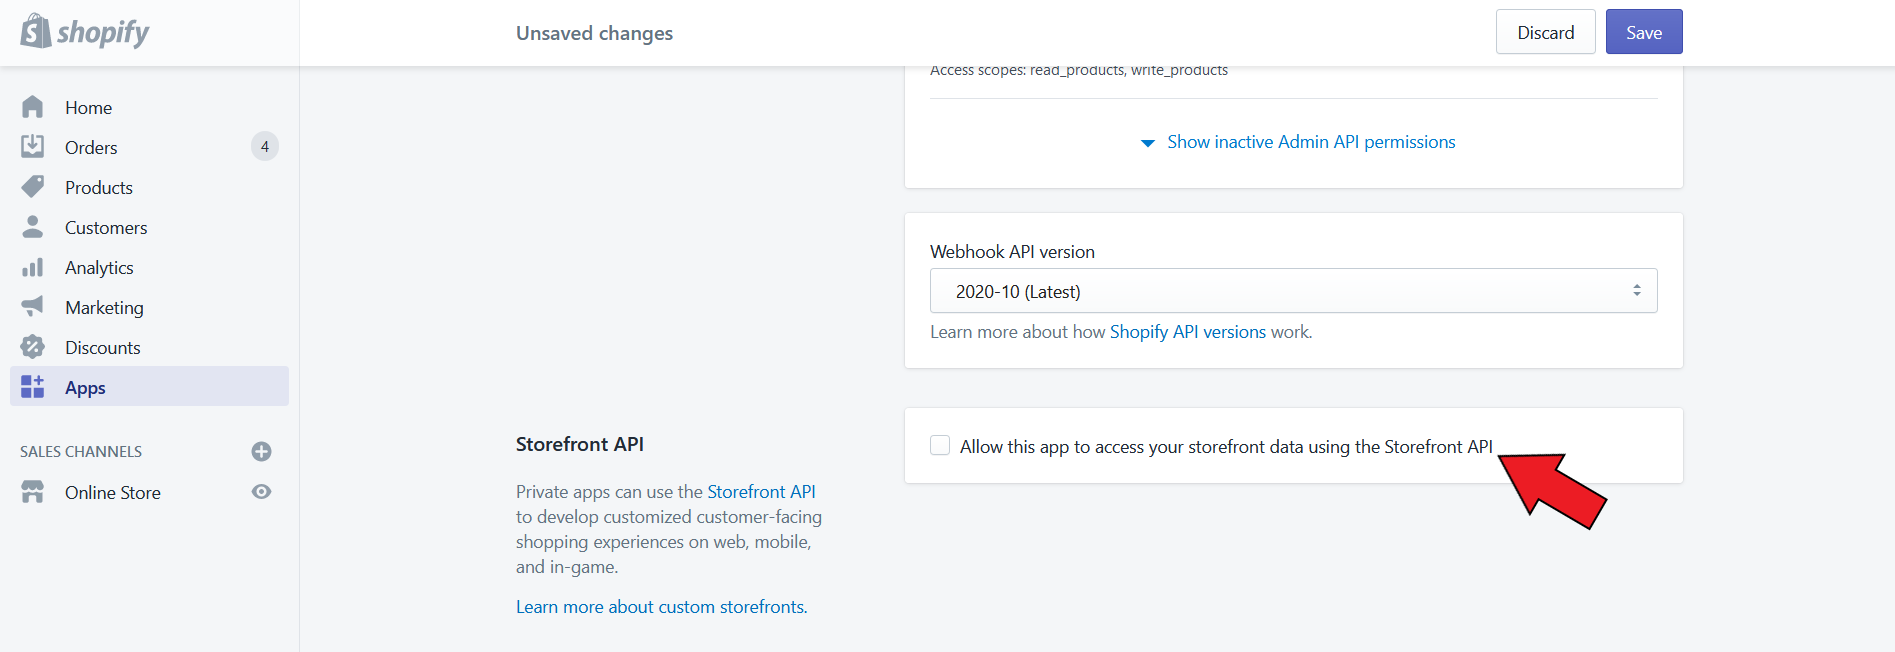 shopify
Unsaved changes
Discard
Save
Home
Orders
4
Products
Customers
Analytics
Marketing
Discounts
Apps
SALES CHANNELS
Online Store
Access scopes: read_products, write_products
Show inactive Admin API permissions
Webhook API version
2020-10 (Latest)
Learn more about how Shopify API versions work.
Storefront API
Private apps can use the Storefront API
to develop customized customer-facing
shopping experiences on web, mobile,
and in-game.
Learn more about custom storefronts.
Allow this app to access your storefront data using the Storefront API